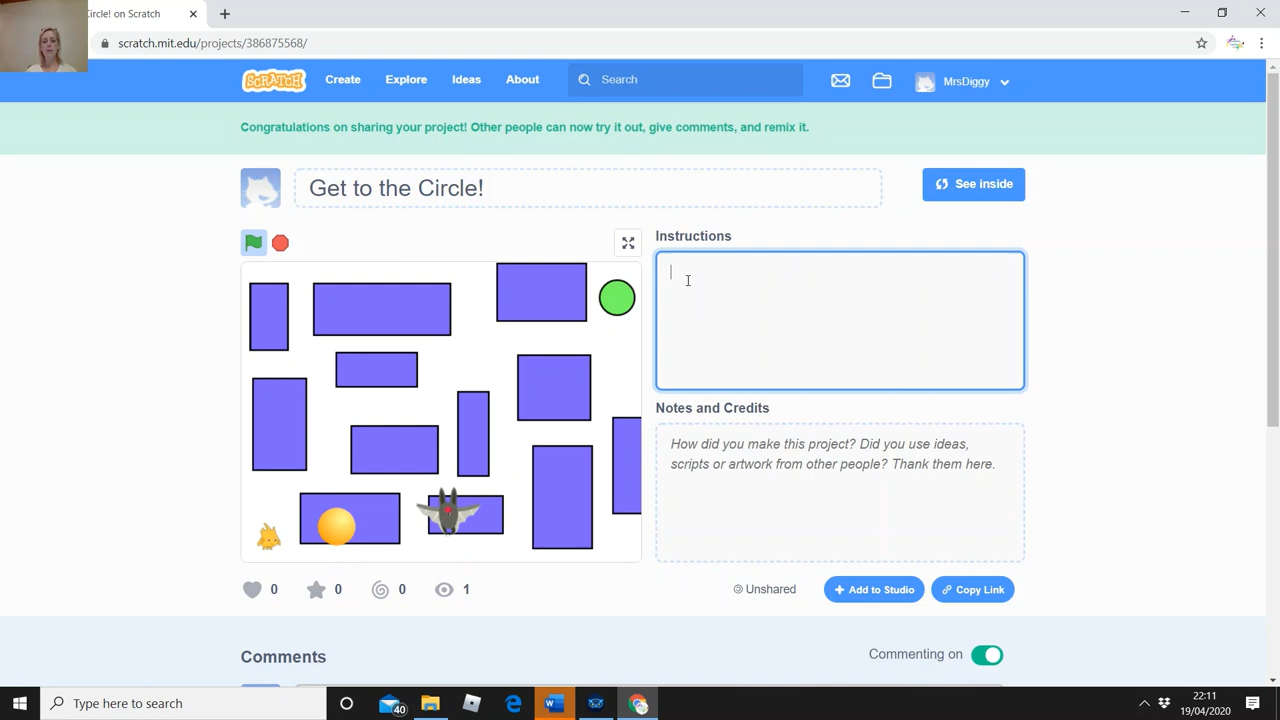 Circle! on Scratch
scratch.mit.edu/projects/386875568/
SCRATCH
Create
Explore
Ideas
About
Search
MrsDiggy
Congratulations on sharing your project! Other people can now try it out, give comments, and remix it.
Get to the Circle!
See inside
Instructions
Notes and Credits
How did you make this project? Did you use ideas,
scripts or artwork from other people? Thank them here.
0
0
0
1
Unshared
Add to Studio
Copy Link
Comments
Commenting on
Type here to search
40
22:11
19/04/2020